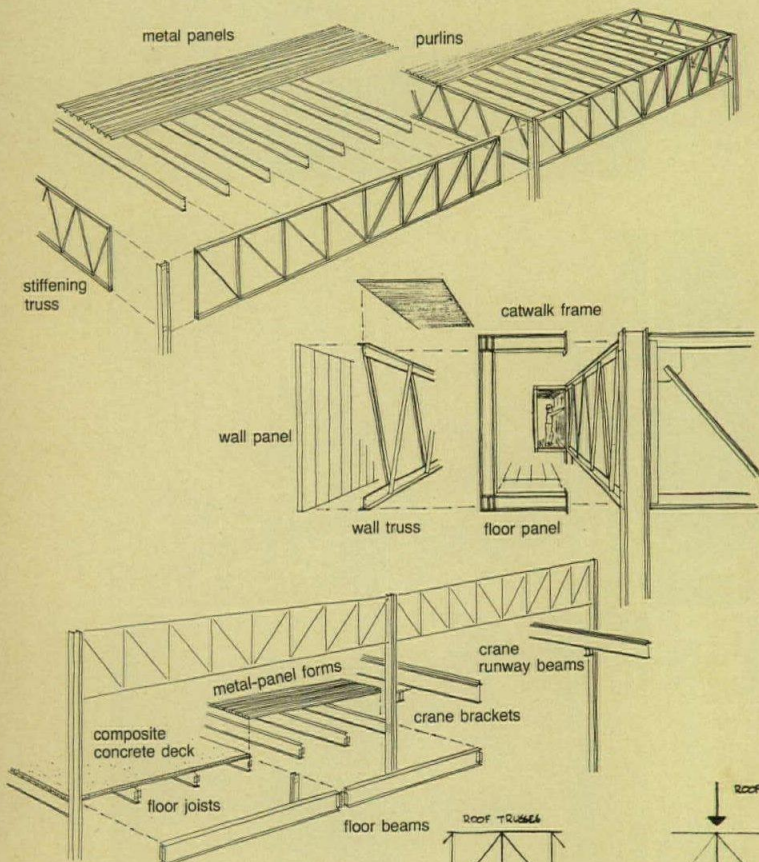 metal panels
purlins
stiffening
truss
catwalk frame
wall panel
wall truss
floor panel
crane
runway beams
metal-panel forms
crane brackets
composite
concrete deck
floor joists
floor beams
ROOF TRUSSES
ROOF